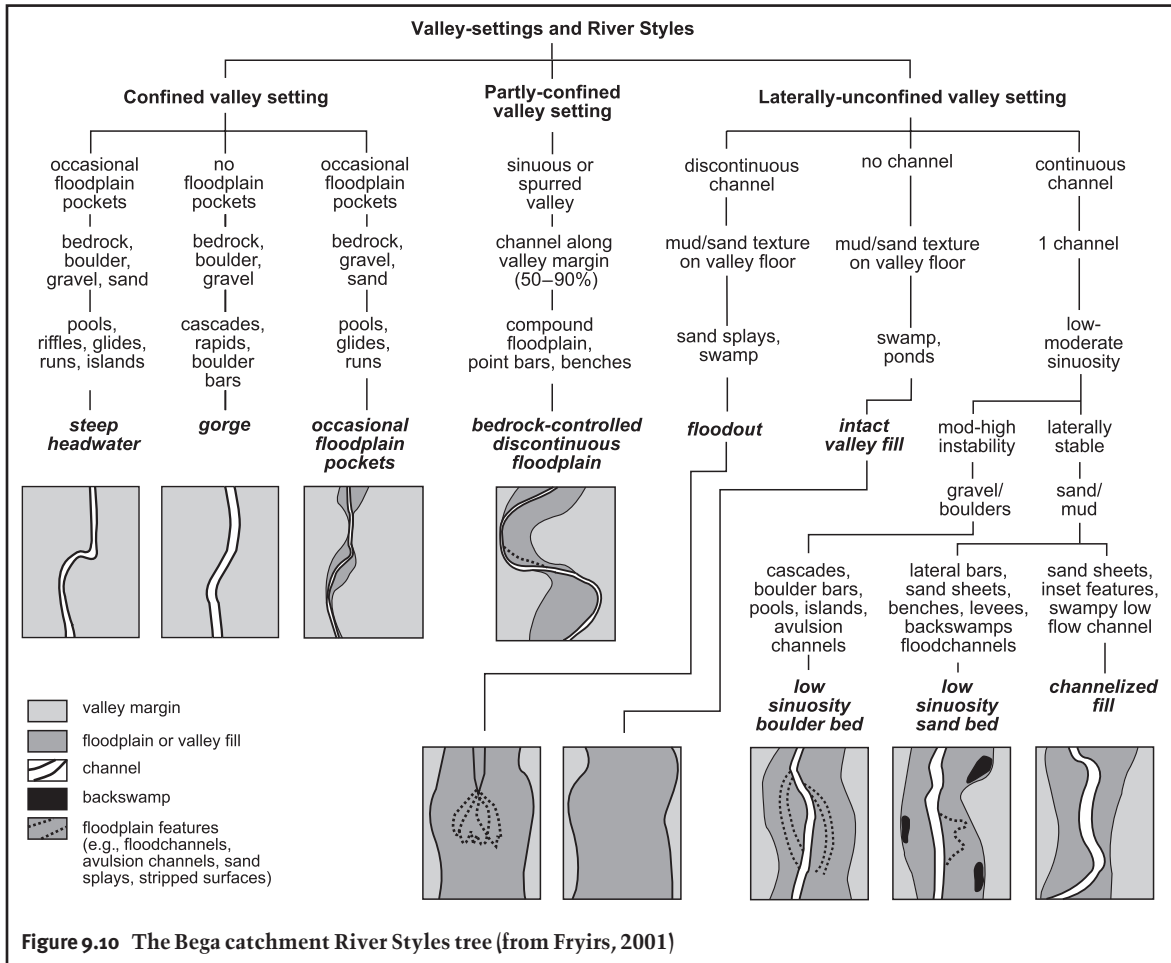 Valley-settings and River Styles
Confined valley setting
occasional
floodplain
pockets
bedrock,
boulder,
gravel, sand
pools,
riffles, glides,
runs, islands
steep
headwater
no
floodplain
pockets
bedrock,
boulder,
gravel
cascades,
rapids,
boulder
bars
gorge
occasional
floodplain
pockets
bedrock,
gravel,
sand
pools,
glides,
runs
occasional
floodplain
pockets
Partly-confined
valley setting
sinuous or
spurred
valley
channel along
valley margin
(50–90%)
compound
floodplain,
point bars, benches
bedrock-controlled
discontinuous
floodplain
Laterally-unconfined valley setting
discontinuous
channel
mud/sand texture
on valley floor
sand splays,
swamp
floodout
no channel
mud/sand texture
on valley floor
swamp,
ponds
intact
valley fill
continuous
channel
1 channel
low-
moderate
sinuosity
mod-high
instability
gravel/
boulders
cascades,
boulder bars,
pools, islands,
avulsion
channels
low
sinuosity
boulder bed
laterally
stable
sand/
mud
lateral bars,
sand sheets,
benches, levees,
backswamps
floodchannels
low
sinuosity
sand bed
sand sheets,
inset features,
swampy low
flow channel
channelized
fill
valley margin
floodplain or valley fill
channel
backswamp
floodplain features
(e.g., floodchannels,
avulsion channels, sand
splays, stripped surfaces)
Figure 9.10 The Bega catchment River Styles tree (from Fryirs, 2001)